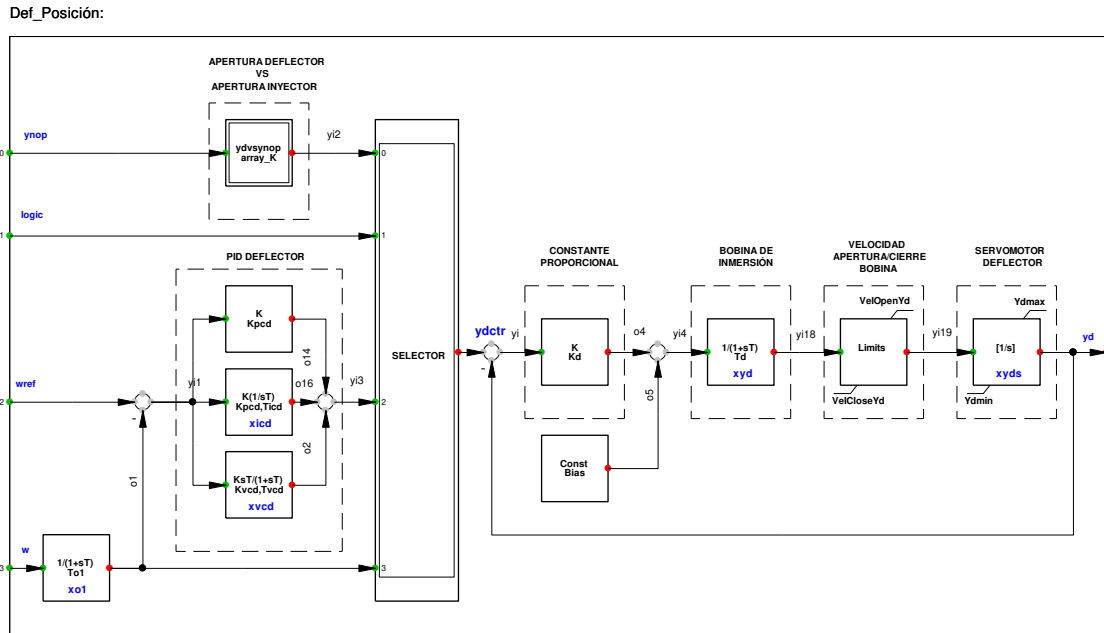 Def_Posición:
APERTURA DEFLECTOR
VS
APERTURA INYECTOR
ynop
yi2
0
ydvsynop
array_K
0
logic
1
1
PID DEFLECTOR
K
Kpcd
o14
wref
yi1
o16
yi3
2
-
K(1/sT)
Kpcd,Ticd
xicd
2
o1
o2
KsT/(1+sT)
Kvcd,Tvcd
xvcd
w
3
1/(1+sT)
To1
xo1
3
SELECTOR
CONSTANTE
PROPORCIONAL
BOBINA DE
INMERSIÓN
VELOCIDAD
APERTURA/CIERRE
BOBINA
SERVOMOTOR
DEFLECTOR
VelOpenYd
Ydmax
ydctr
yi
o4
yi4
yi18
yi19
yd
-
K
Kd
1/(1+sT)
Td
xyd
Limits
[1/s]
xyds
VelCloseYd
Ydmin
o5
Const
Bias